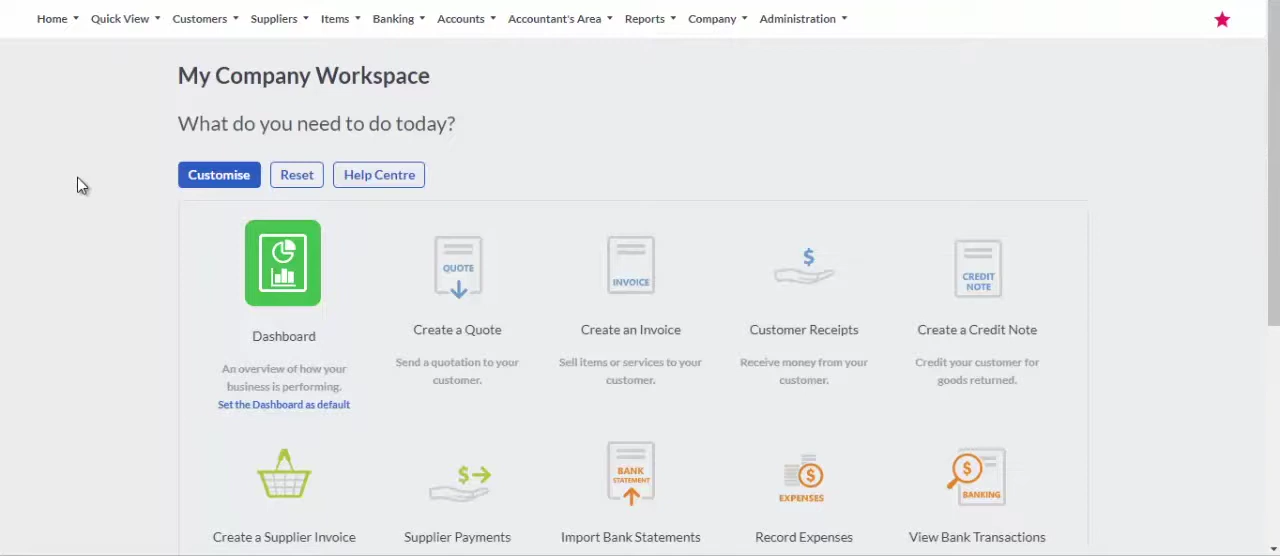 Home Quick View Customers Suppliers Items Banking Accounts Accountant's Area Reports Company Administration
My Company Workspace
What do you need to do today?
Customise Reset Help Centre
QUOTE
INVOICE
$
CREDIT
NOTE
Dashboard
Create a Quote
Create an Invoice
Customer Receipts
Create a Credit Note
An overview of how your
business is performing.
Set the Dashboard as default
Send a quotation to your
customer.
Sell items or services to your
customer.
Receive money from your
customer.
Credit your customer for
goods returned.
$
BANK
STATEMENT
$
EXPENSES
$
BANKING
Create a Supplier Invoice
Supplier Payments
Import Bank Statements
Record Expenses
View Bank Transactions